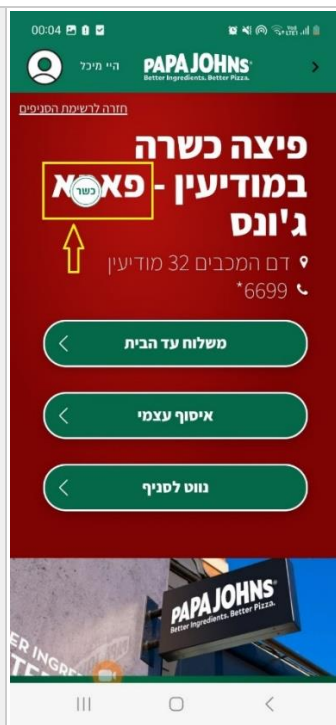 00:04
היי מיכל
PAPA JOHNS
Better Ingredients. Better Pizza.
חזרה לרשימת הסניפים
פיצה כשרה
במודיעין - פאפא
כשר
ג'ונס
דם המכבים 32 מודיעין
*6699
משלוח עד הבית
איסוף עצמי
נווט לסניף
PAPA JOHNS
Better Ingredients. Better Pizza.